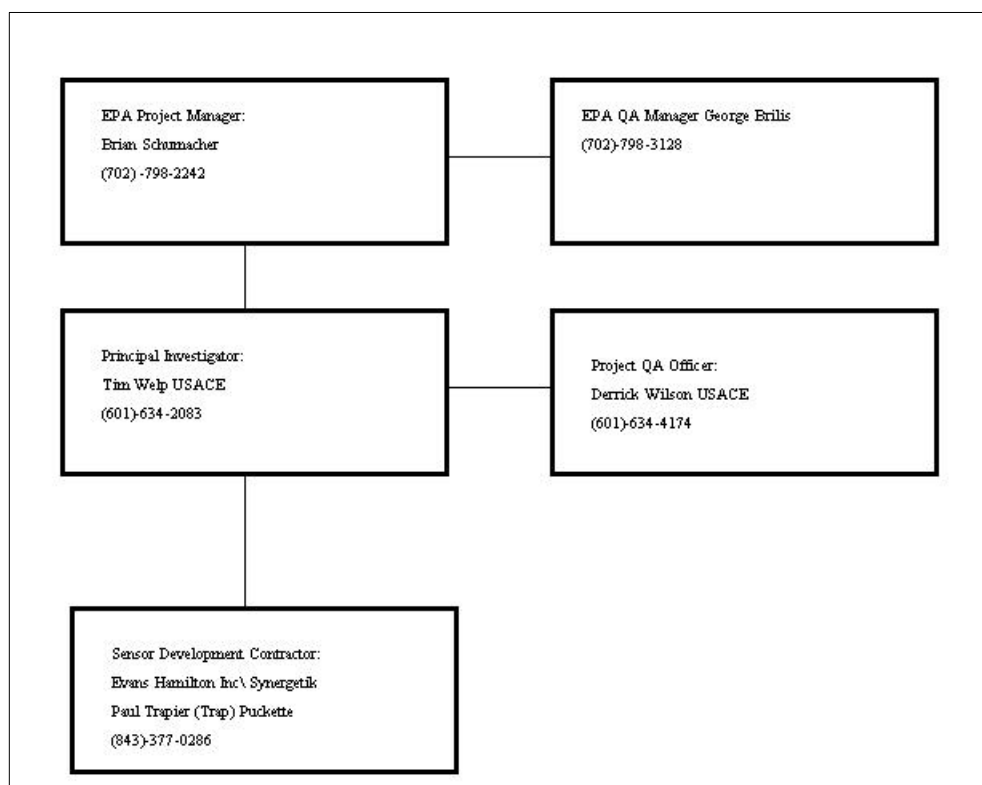 EPA Project Manager:
Brian Schumacher
(702) -798-2242
EPA QA Manager George Brilis
(702)-798-3128
Principal Investigator:
Tim Welp USACE
(601)-634-2083
Project QA Officer:
Derrick Wilson USACE
(601)-634-4174
Sensor Development Contractor:
Evans Hamilton Inc\ Synergetik
Paul Trapier (Trap) Puckette
(843)-377-0286